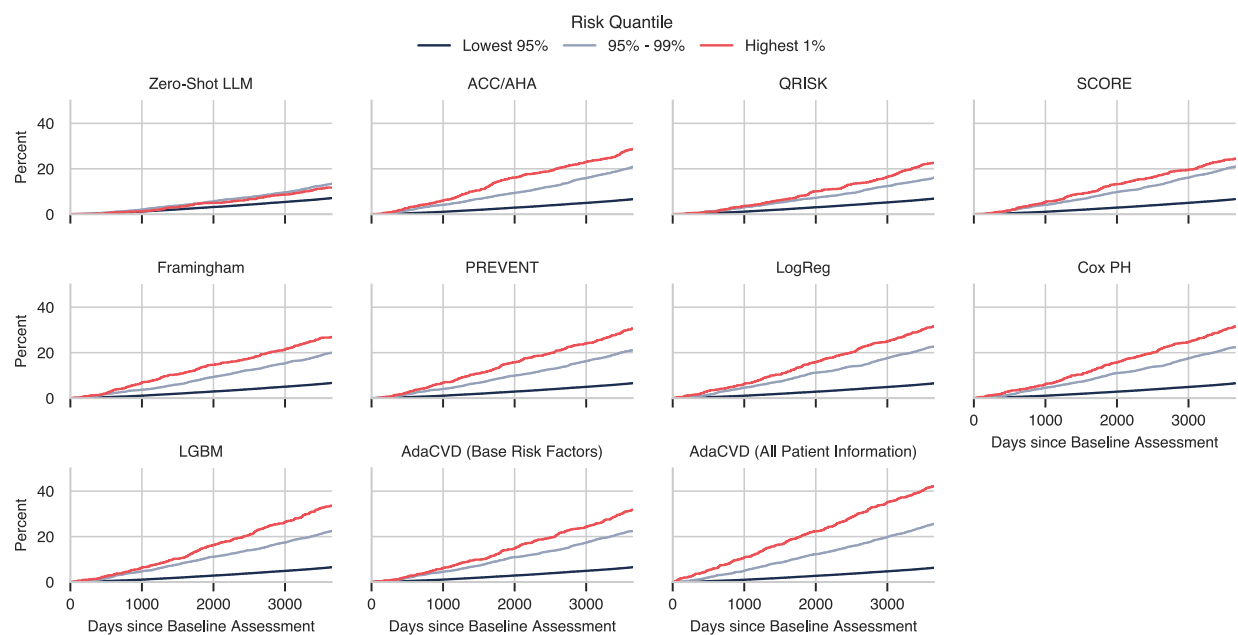 Risk Quantile
Lowest 95% 95% - 99% Highest 1%
Zero-Shot LLM ACC/AHA QRISK SCORE
Percent
40
20
0
Framingham PREVENT LogReg Cox PH
Percent
40
20
0
0 1000 2000 3000
Days since Baseline Assessment
LGBM AdaCVD (Base Risk Factors) AdaCVD (All Patient Information)
Percent
40
20
0
0 1000 2000 3000 0 1000 2000 3000 0 1000 2000 3000
Days since Baseline Assessment Days since Baseline Assessment Days since Baseline Assessment